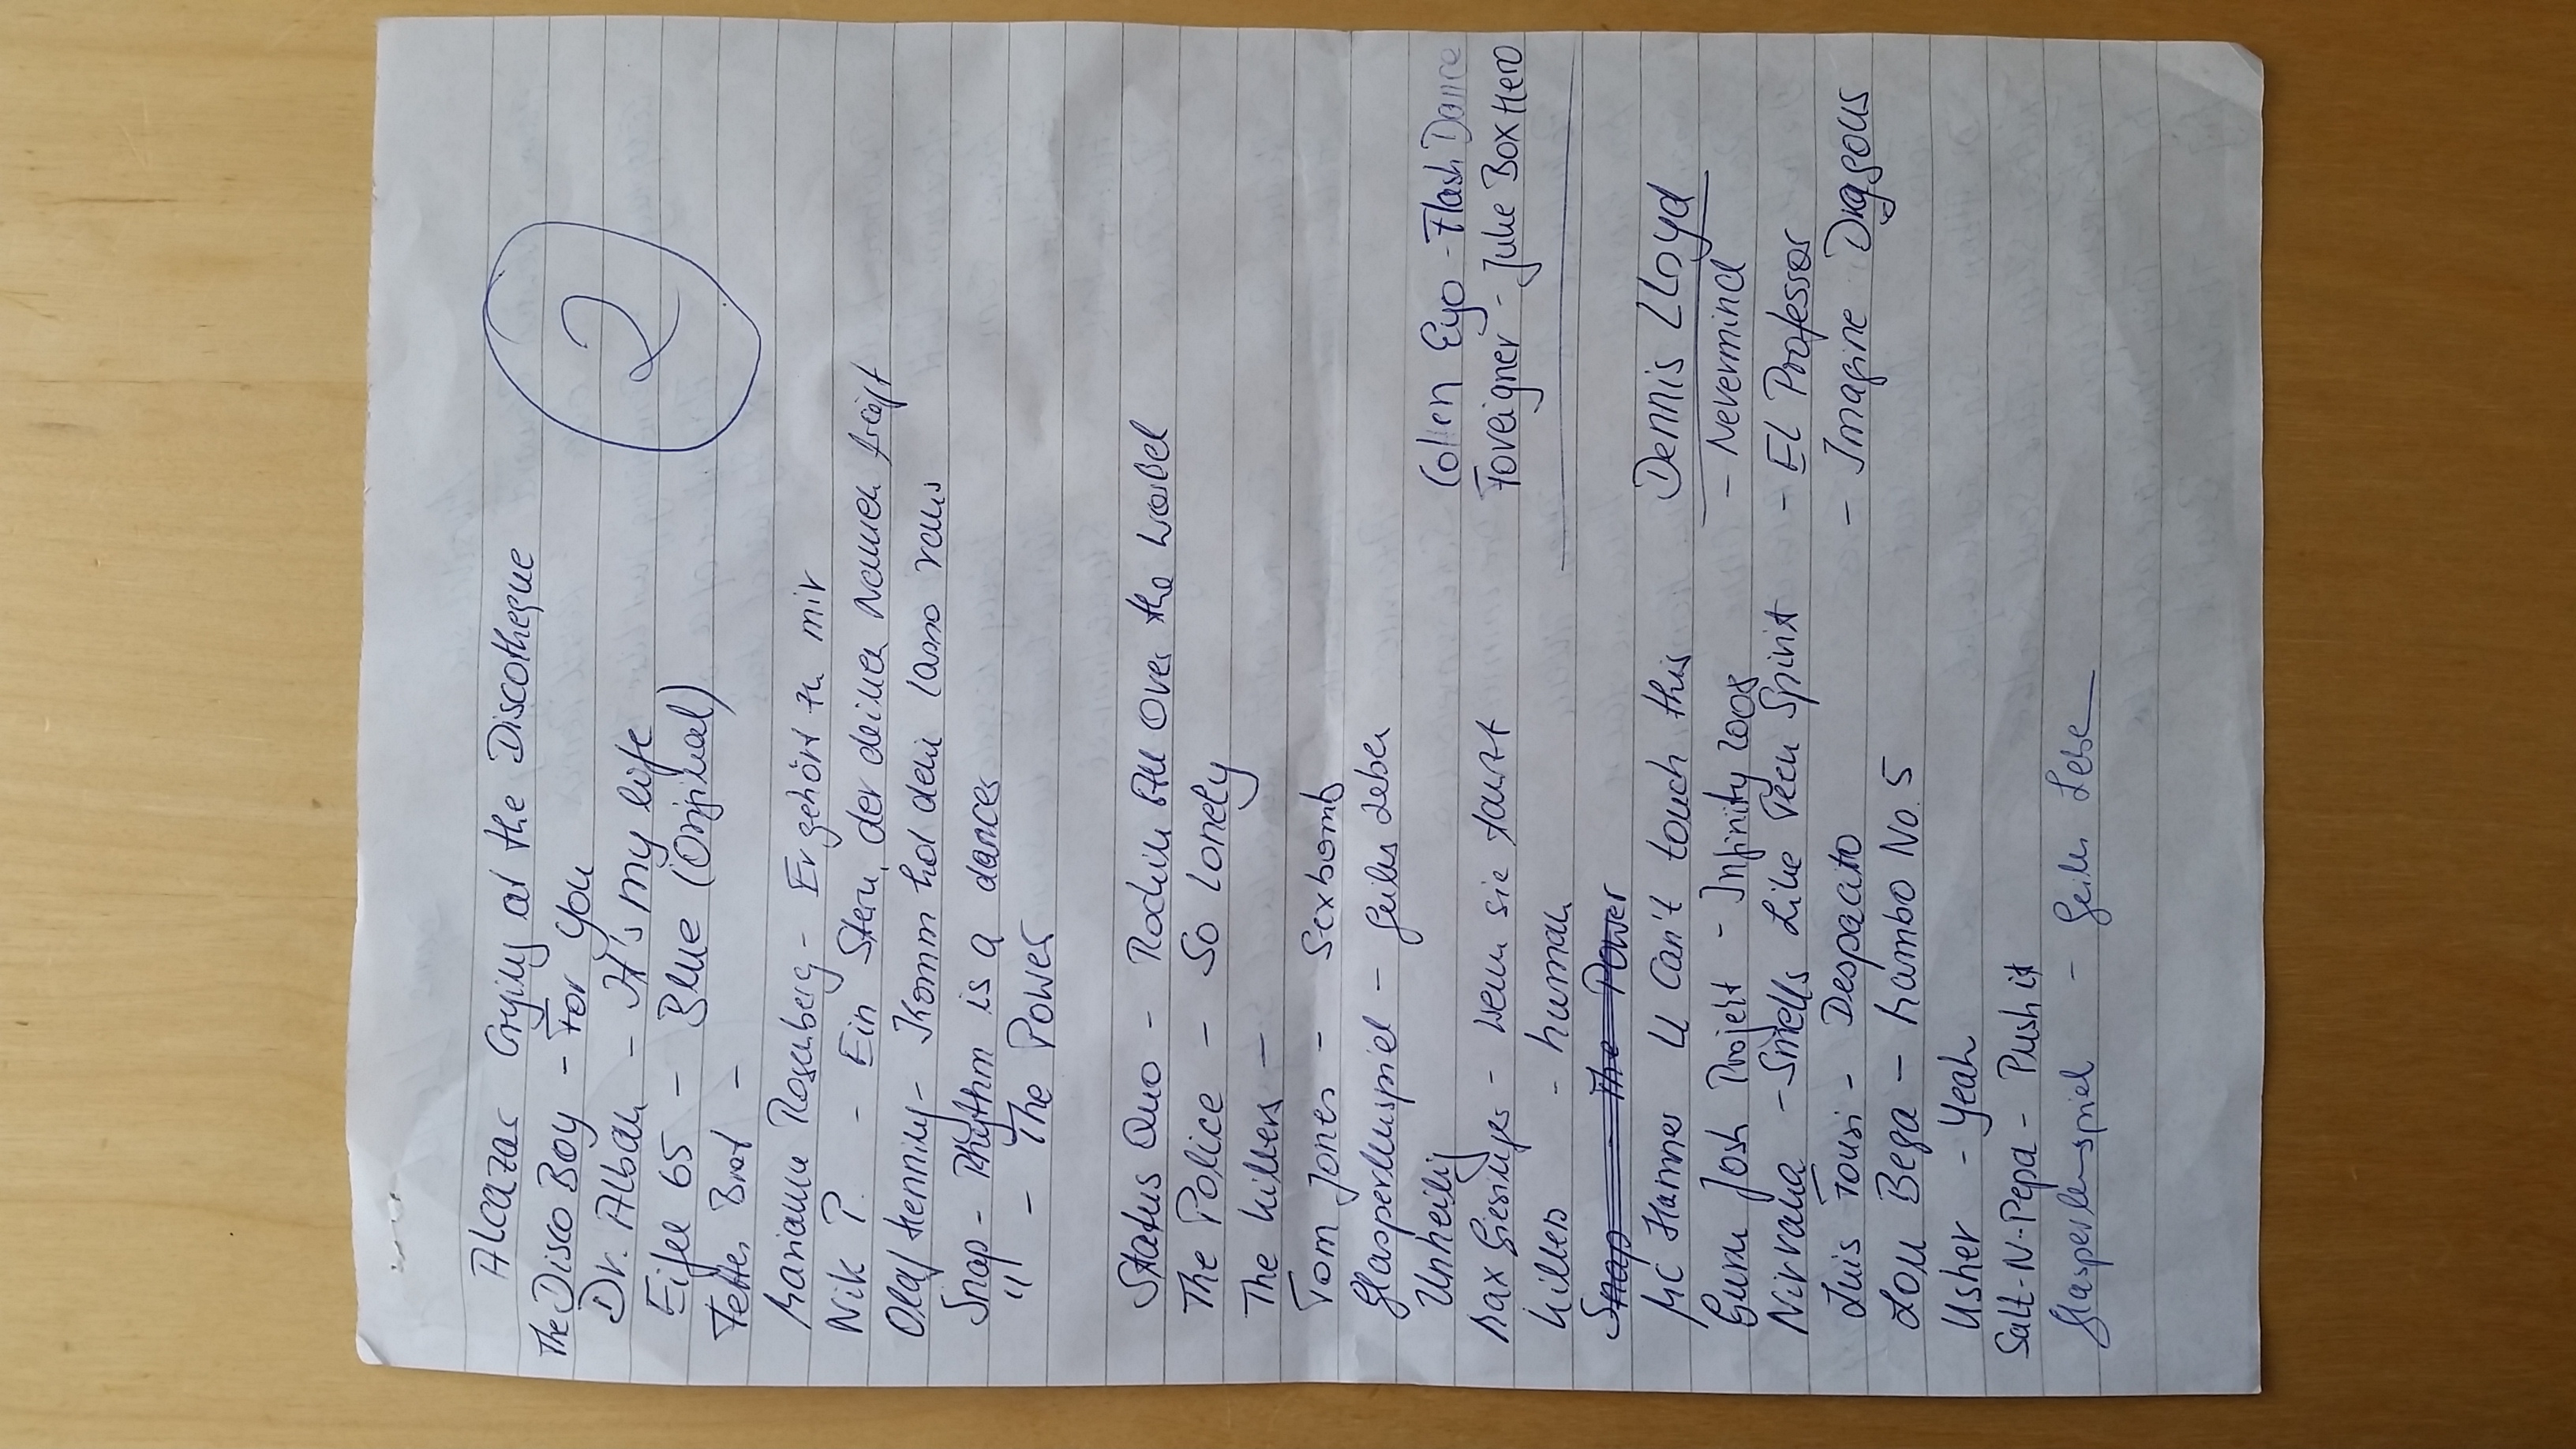 Alcazar Crying at the Discotheque
2
The Disco Boy - For you
Dr. Alban - It's my life
Eifel 65 - Blue (Original)
Fettes Brot -
Marianne Rosenberg - Er gehört zu mir
Nik P. - Ein Stern, der deinen Namen trägt
Olaf Henning - Komm hol dein Lasso raus
Snap - Rhythm is a dancer
" - The Power
Status Quo - Rockin All Over the World
The Police - So lonely
The Killers -
Tom Jones - Sexbomb
Glasperlenspiel - Geiles Leben
Unheilig
Max Giesinger - Wenn sie tanzt
Killers - human
Snap - The Power
MC Hammer U Can't touch this
Guru Josh Projekt - Infinity 2008
Nirvana - Smells Like Teen Spirit
Luis Fonsi - Despacito
Lou Bega - Mambo No. 5
Usher - Yeah
Salt-N-Pepa - Push it
Glasperlenspiel - Geiles Leben
Eyo - Flash Dance
Foreigner - Juke Box Hero
Dennis Lloyd
- Nevermind
- El Professor
- Imagine Draggons